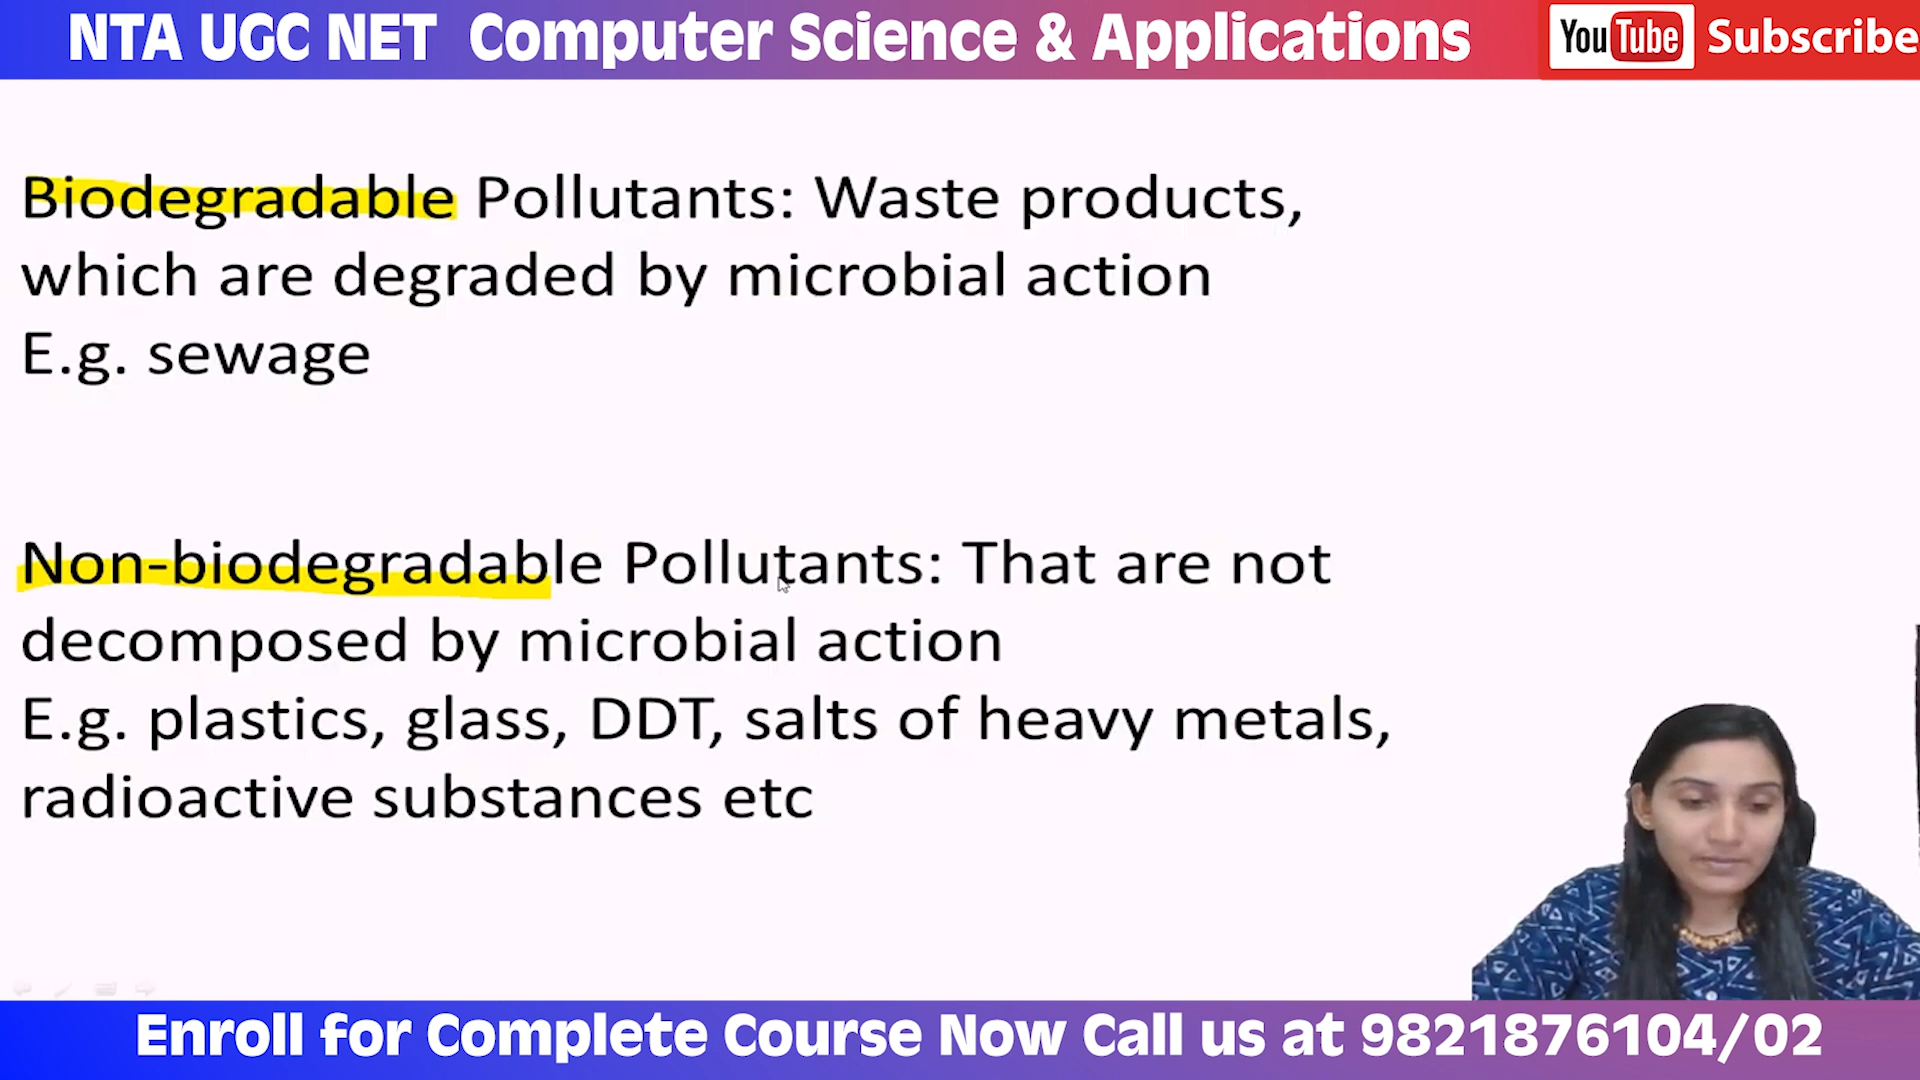 NTA UGC NET Computer Science & Applications
YouTube Subscribe
Biodegradable Pollutants: Waste products,
which are degraded by microbial action
E.g. sewage
Non-biodegradable Pollutants: That are not
decomposed by microbial action
E.g. plastics, glass, DDT, salts of heavy metals,
radioactive substances etc
Enroll for Complete Course Now Call us at 9821876104/02